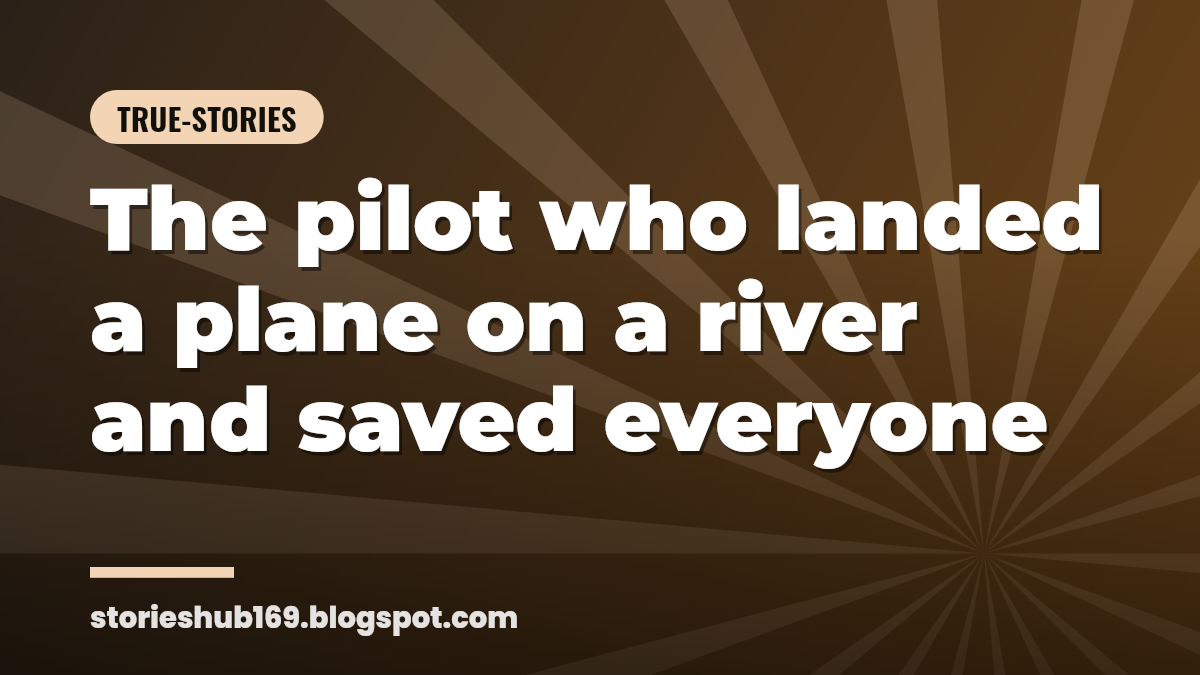 TRUE-STORIES
The pilot who landed
a plane on a river
and saved everyone
storieshub169.blogspot.com